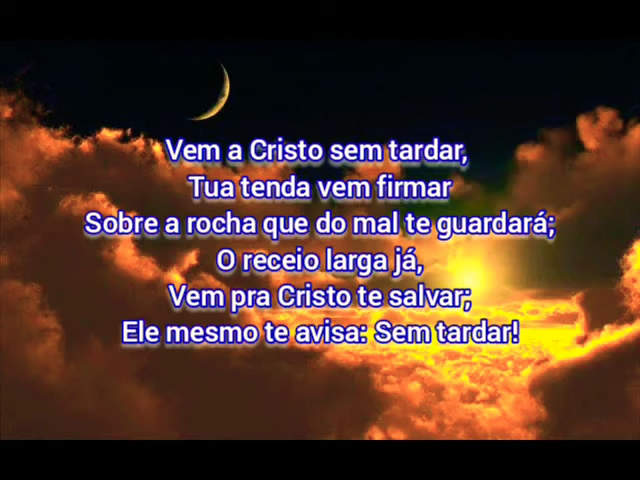 Vem a Cristo sem tardar,
Tua tenda vem firmar
Sobre a rocha que do mal te guardará;
O receio larga já,
Vem pra Cristo te salvar;
Ele mesmo te avisa: Sem tardar!